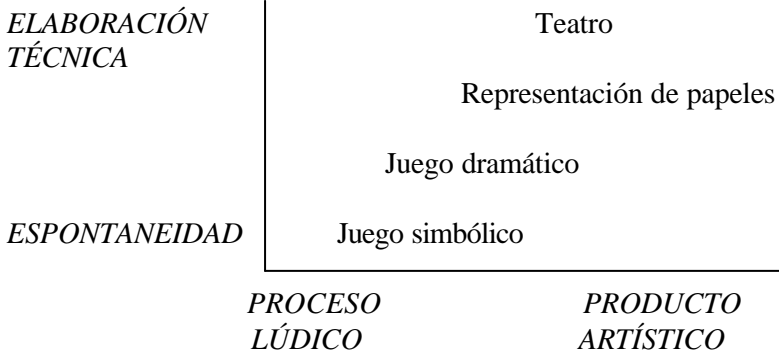 ELABORACIÓN Teatro
TÉCNICA
Representación de papeles
Juego dramático
ESPONTANEIDAD Juego simbólico
PROCESO PRODUCTO
LÚDICO ARTÍSTICO